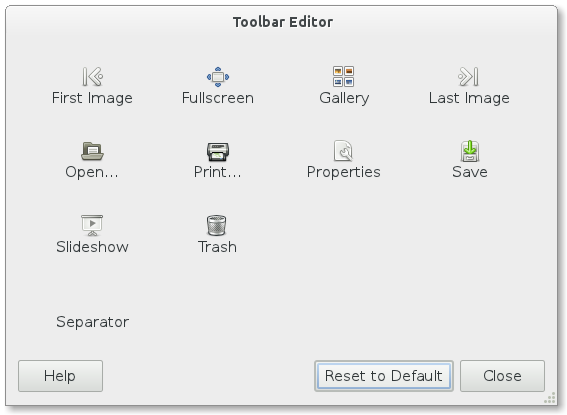 Toolbar Editor
First Image Fullscreen Gallery Last Image
Open... Print... Properties Save
Slideshow Trash
Separator
Help Reset to Default Close